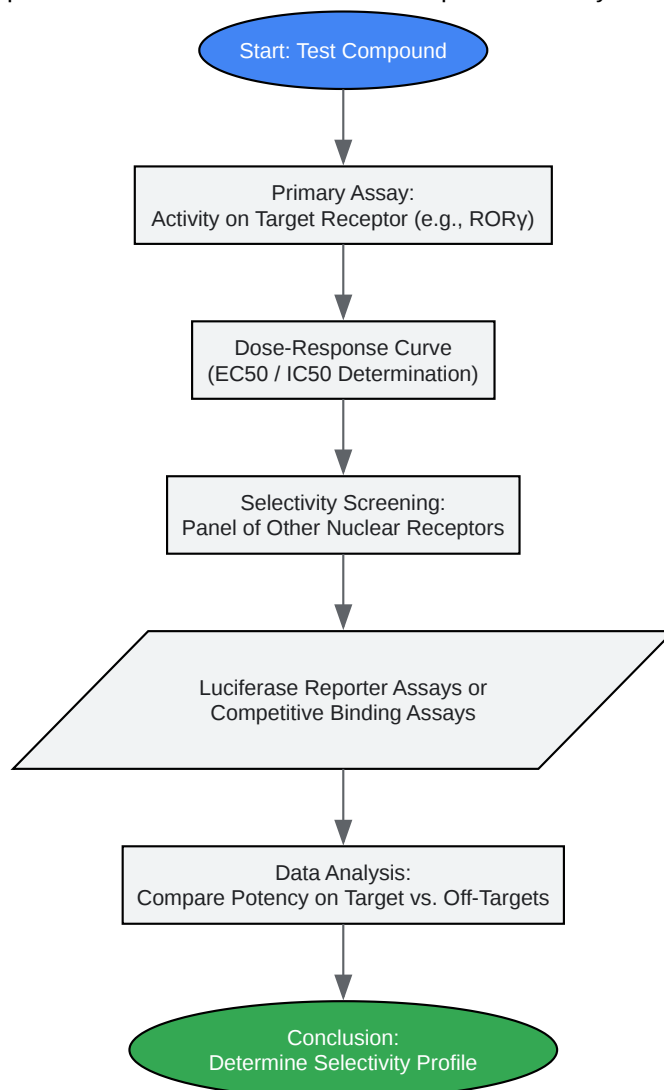 Start: Test Compound
Primary Assay:
Activity on Target Receptor (e.g., RORγ)
Dose-Response Curve
(EC50 / IC50 Determination)
Selectivity Screening:
Panel of Other Nuclear Receptors
Luciferase Reporter Assays or
Competitive Binding Assays
Data Analysis:
Compare Potency on Target vs. Off-Targets
Conclusion:
Determine Selectivity Profile